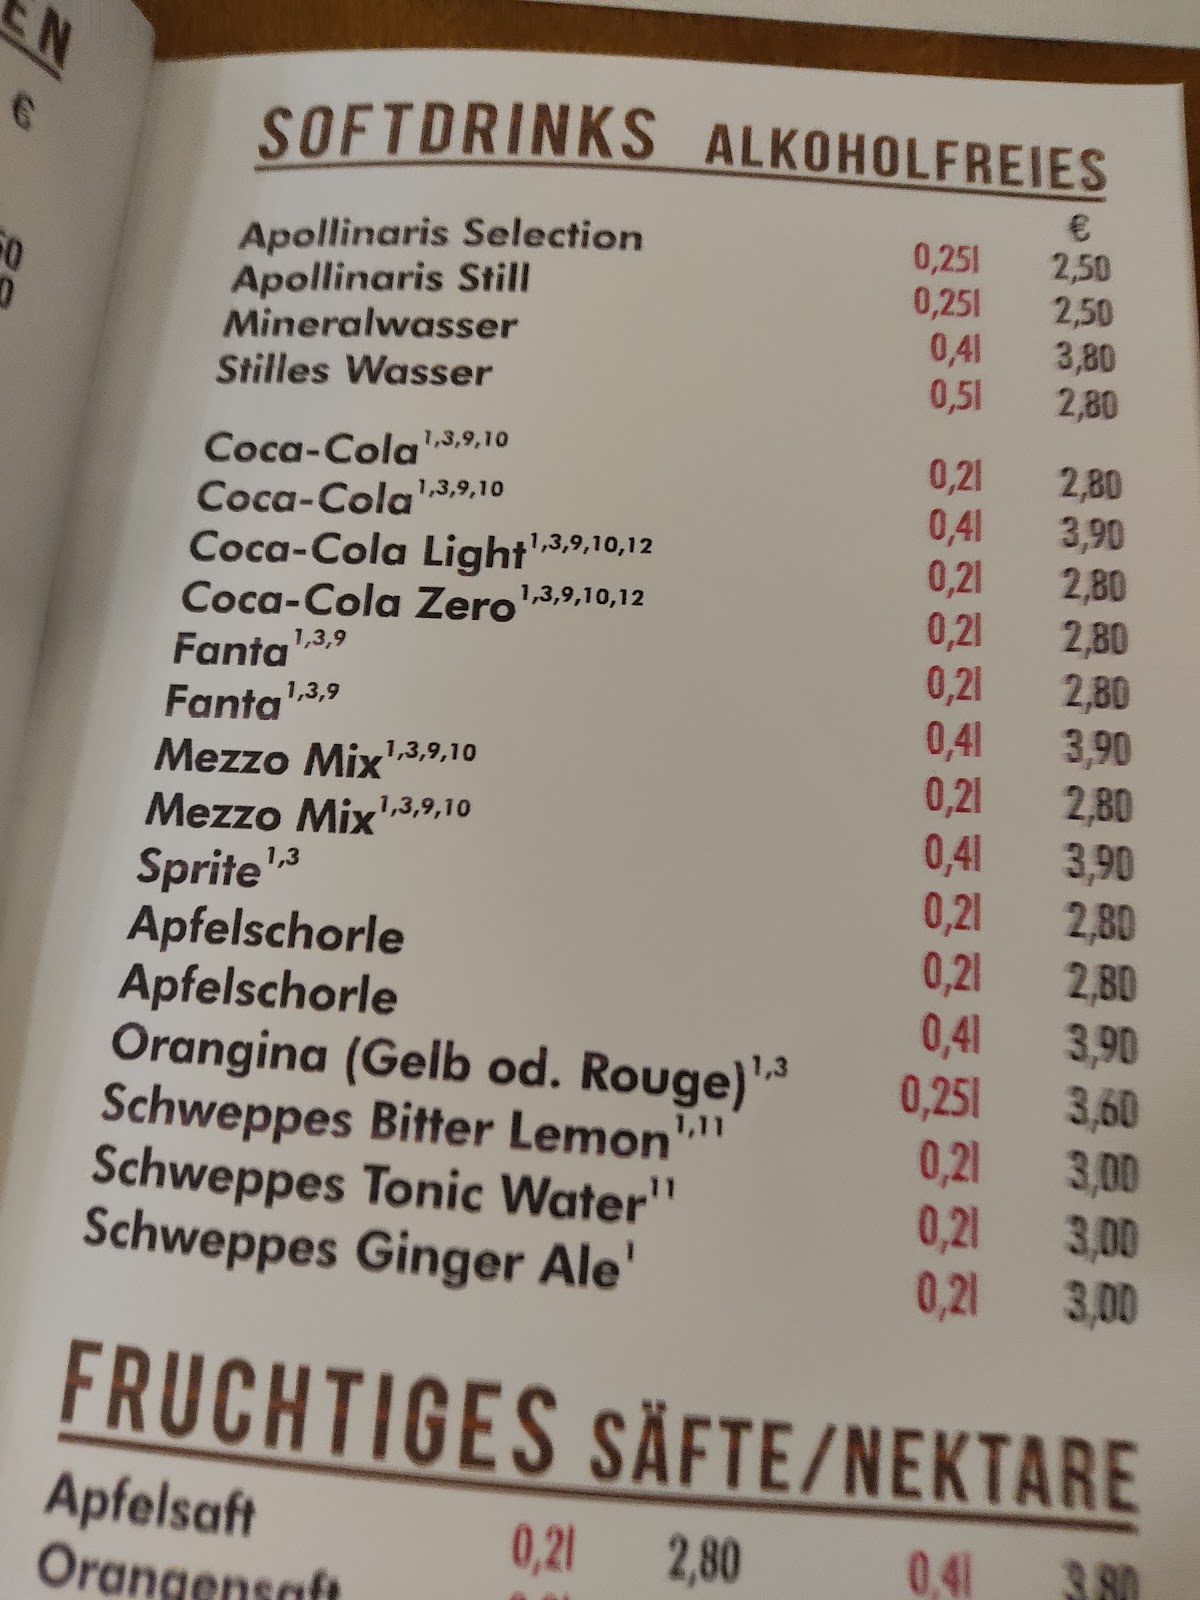 EN
€
SOFTDRINKS ALKOHOLFREIES
€
Apollinaris Selection 0,25l 2,50
Apollinaris Still 0,25l 2,50
Mineralwasser 0,4l 3,80
Stilles Wasser 0,5l 2,80
Coca-Cola1,3,9,10 0,2l 2,80
Coca-Cola1,3,9,10 0,4l 3,90
Coca-Cola Light1,3,9,10,12 0,2l 2,80
Coca-Cola Zero1,3,9,10,12 0,2l 2,80
Fanta1,3,9 0,2l 2,80
Fanta1,3,9 0,4l 3,90
Mezzo Mix1,3,9,10 0,2l 2,80
Mezzo Mix1,3,9,10 0,4l 3,90
Sprite1,3 0,2l 2,80
Apfelschorle 0,2l 2,80
Apfelschorle 0,4l 3,90
Orangina (Gelb od. Rouge)1,3 0,25l 3,60
Schweppes Bitter Lemon1,11 0,2l 3,00
Schweppes Tonic Water11 0,2l 3,00
Schweppes Ginger Ale1 0,2l 3,00
FRUCHTIGES SÄFTE/NEKTARE
Apfelsaft 0,2l 2,80 0,4l 3,80
Orangensaft